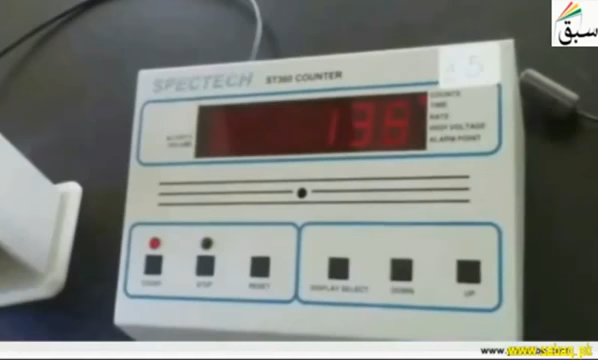 سبق
5
SPECTECH ST360 COUNTER
COUNTS
TIME
RATE
HIGH VOLTAGE
ALARM POINT
136
COUNT STOP RESET DISPLAY SELECT DOWN UP